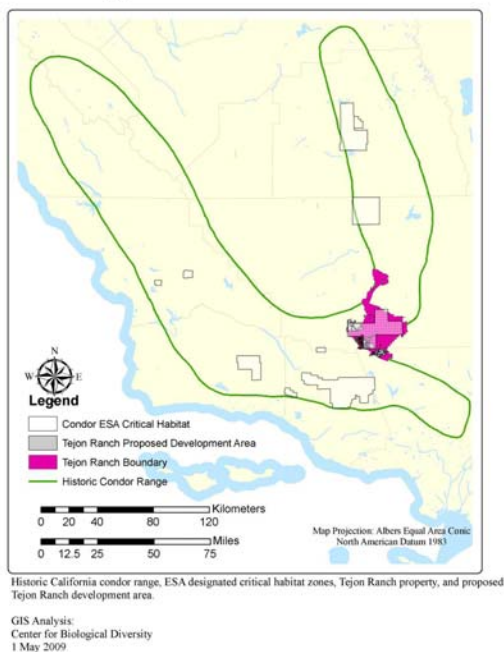 N
W E
S
Legend
Condor ESA Critical Habitat
Tejon Ranch Proposed Development Area
Tejon Ranch Boundary
Historic Condor Range
Kilometers
0 20 40 80 120
Miles
0 12.5 25 50 75
Map Projection: Albers Equal Area Conic
North American Datum 1983
Historic California condor range, ESA designated critical habitat zones, Tejon Ranch property, and proposed
Tejon Ranch development area.
GIS Analysis:
Center for Biological Diversity
1 May 2009